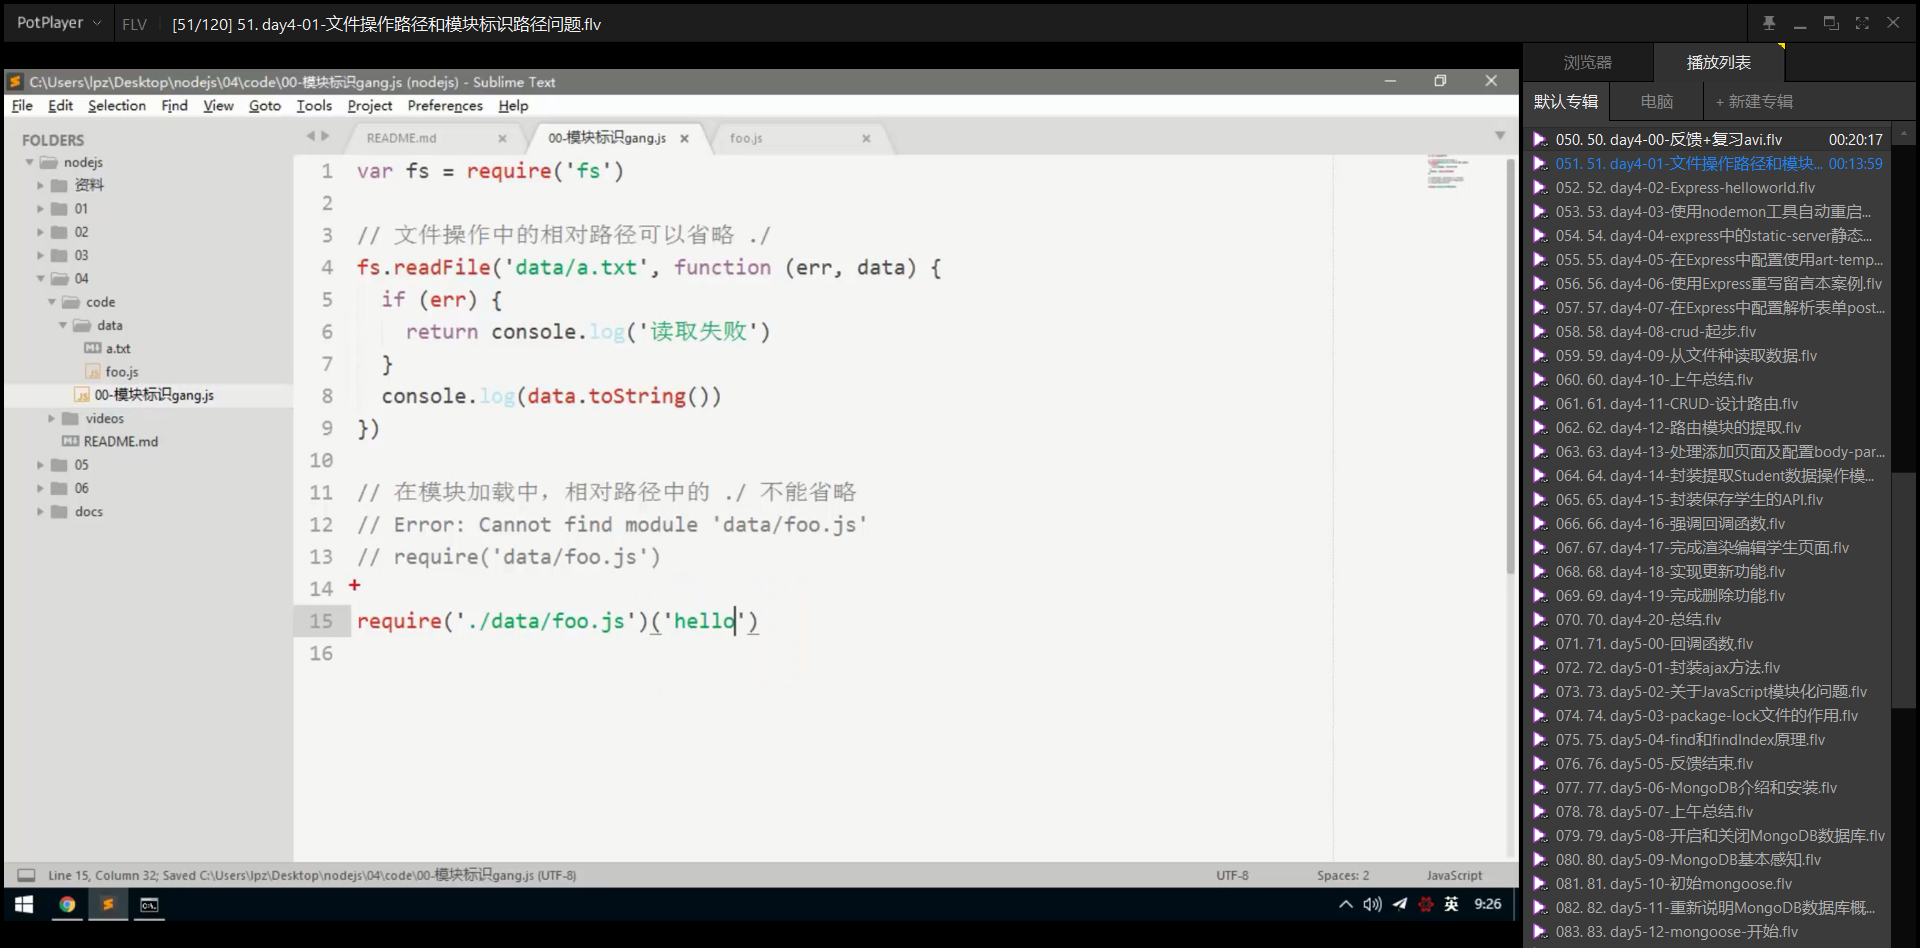 PotPlayer
FLV
[51/120] 51. day4-01-文件操作路径和模块标识路径问题.flv
C:\Users\lpz\Desktop\nodejs\04\code\00-模块标识gang.js (nodejs) - Sublime Text
File Edit Selection Find View Goto Tools Project Preferences Help
FOLDERS
nodejs
资料
01
02
03
04
code
data
a.txt
foo.js
00-模块标识gang.js
videos
README.md
05
06
docs
README.md
00-模块标识gang.js
foo.js
1 var fs = require('fs')
2
3 // 文件操作中的相对路径可以省略 ./
4 fs.readFile('data/a.txt', function (err, data) {
5 if (err) {
6 return console.log('读取失败')
7 }
8 console.log(data.toString())
9 })
10
11 // 在模块加载中，相对路径中的 ./ 不能省略
12 // Error: Cannot find module 'data/foo.js'
13 // require('data/foo.js')
14
15 require('./data/foo.js')('hello')
16
Line 15, Column 32; Saved C:\Users\lpz\Desktop\nodejs\04\code\00-模块标识gang.js (UTF-8)
UTF-8
Spaces: 2
JavaScript
英
9:26
浏览器
播放列表
默认专辑
电脑
+ 新建专辑
050. 50. day4-00-反馈+复习avi.flv 00:20:17
051. 51. day4-01-文件操作路径和模块... 00:13:59
052. 52. day4-02-Express-helloworld.flv
053. 53. day4-03-使用nodemon工具自动重启...
054. 54. day4-04-express中的static-server静态...
055. 55. day4-05-在Express中配置使用art-temp...
056. 56. day4-06-使用Express重写留言本案例.flv
057. 57. day4-07-在Express中配置解析表单post...
058. 58. day4-08-crud-起步.flv
059. 59. day4-09-从文件种读取数据.flv
060. 60. day4-10-上午总结.flv
061. 61. day4-11-CRUD-设计路由.flv
062. 62. day4-12-路由模块的提取.flv
063. 63. day4-13-处理添加页面及配置body-par...
064. 64. day4-14-封装提取Student数据操作模...
065. 65. day4-15-封装保存学生的API.flv
066. 66. day4-16-强调回调函数.flv
067. 67. day4-17-完成渲染编辑学生页面.flv
068. 68. day4-18-实现更新功能.flv
069. 69. day4-19-完成删除功能.flv
070. 70. day4-20-总结.flv
071. 71. day5-00-回调函数.flv
072. 72. day5-01-封装ajax方法.flv
073. 73. day5-02-关于JavaScript模块化问题.flv
074. 74. day5-03-package-lock文件的作用.flv
075. 75. day5-04-find和findIndex原理.flv
076. 76. day5-05-反馈结束.flv
077. 77. day5-06-MongoDB介绍和安装.flv
078. 78. day5-07-上午总结.flv
079. 79. day5-08-开启和关闭MongoDB数据库.flv
080. 80. day5-09-MongoDB基本感知.flv
081. 81. day5-10-初始mongoose.flv
082. 82. day5-11-重新说明MongoDB数据库概...
083. 83. day5-12-mongoose-开始.flv